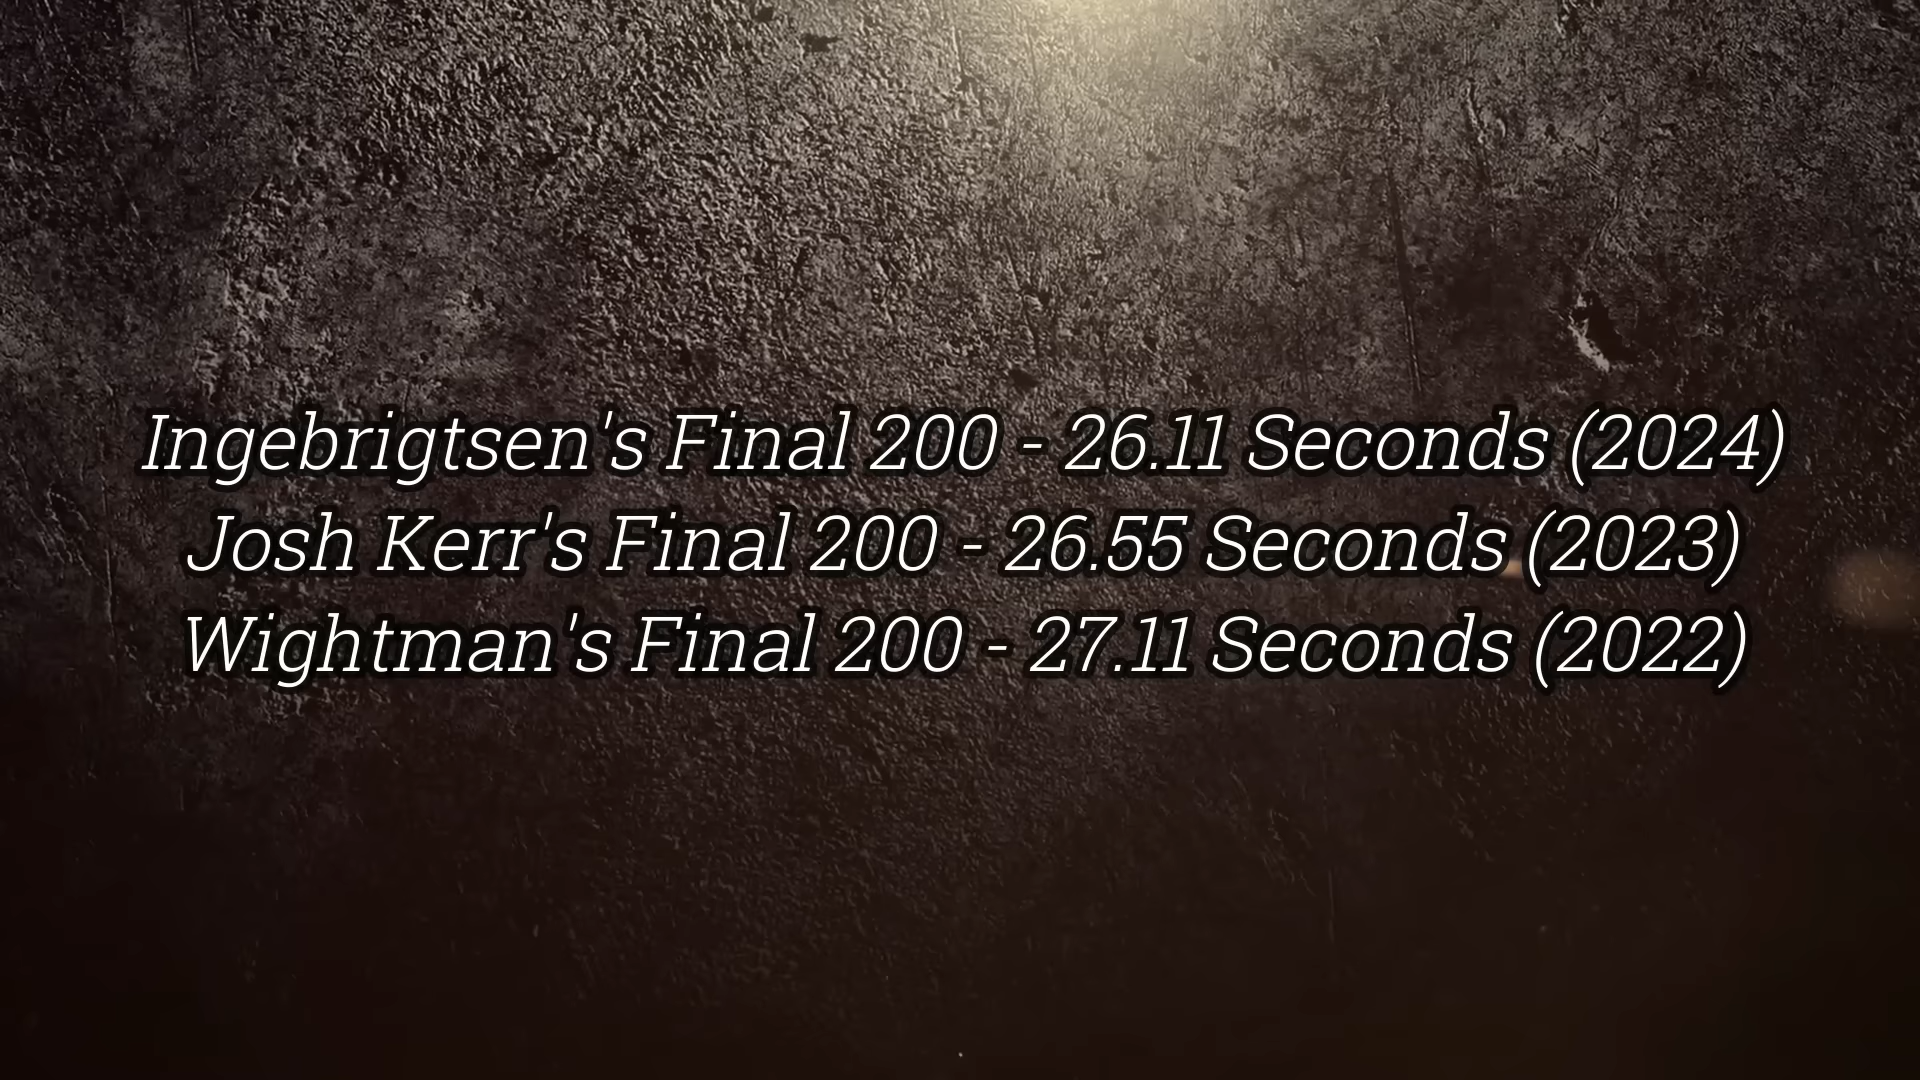 Ingebrigtsen's Final 200 - 26.11 Seconds (2024)
Josh Kerr's Final 200 - 26.55 Seconds (2023)
Wightman's Final 200 - 27.11 Seconds (2022)